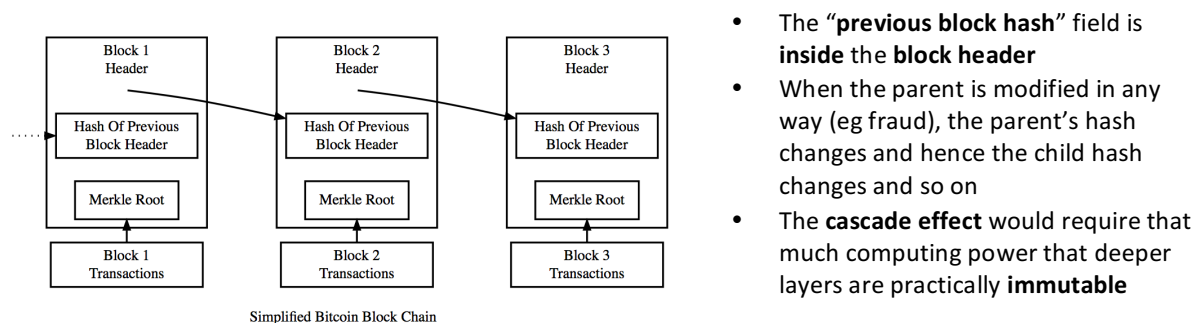 Block 1
Header
Hash Of Previous
Block Header
Merkle Root
Block 1
Transactions
Block 2
Header
Hash Of Previous
Block Header
Merkle Root
Block 2
Transactions
Block 3
Header
Hash Of Previous
Block Header
Merkle Root
Block 3
Transactions
Simplified Bitcoin Block Chain
• The “previous block hash” field is
inside the block header
• When the parent is modified in any
way (eg fraud), the parent’s hash
changes and hence the child hash
changes and so on
• The cascade effect would require that
much computing power that deeper
layers are practically immutable